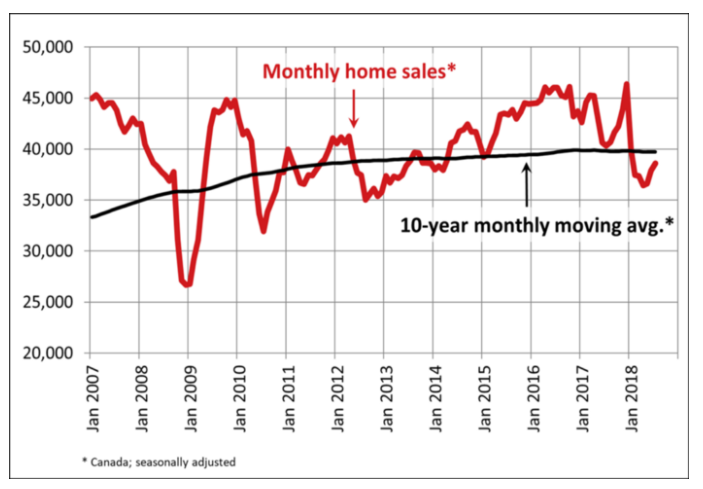 50,000
45,000
40,000
35,000
30,000
25,000
20,000
Monthly home sales*
10-year monthly moving avg.*
Jan 2007
Jan 2008
Jan 2009
Jan 2010
Jan 2011
Jan 2012
Jan 2013
Jan 2014
Jan 2015
Jan 2016
Jan 2017
Jan 2018
* Canada; seasonally adjusted